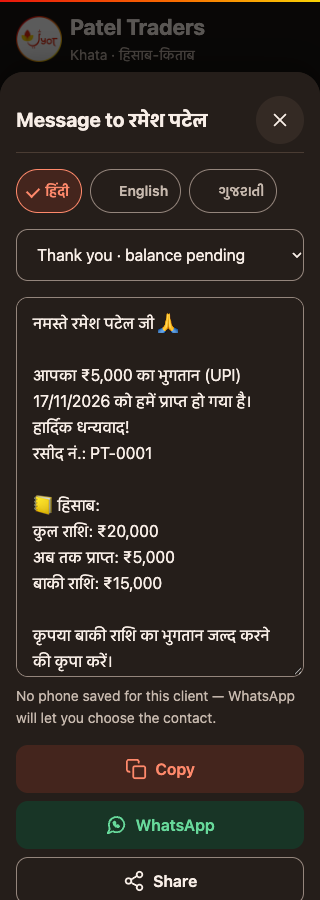 Jyot
Patel Traders
Khata · हिसाब-किताब
Message to रमेश पटेल
हिंदी
English
ગુજરાતી
Thank you · balance pending
नमस्ते रमेश पटेल जी 🙏
आपका ₹5,000 का भुगतान (UPI)
17/11/2026 को हमें प्राप्त हो गया है।
हार्दिक धन्यवाद!
रसीद नं.: PT-0001
📒 हिसाब:
कुल राशि: ₹20,000
अब तक प्राप्त: ₹5,000
बाकी राशि: ₹15,000
कृपया बाकी राशि का भुगतान जल्द करने
की कृपा करें।
No phone saved for this client — WhatsApp
will let you choose the contact.
Copy
WhatsApp
Share